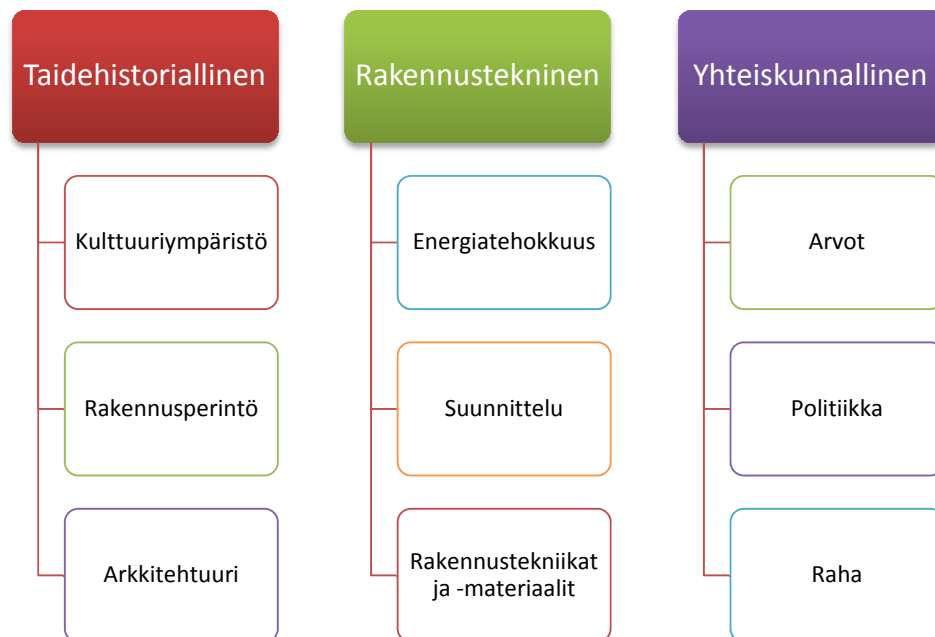 Taidehistoriallinen
Kulttuuriympäristö
Rakennusperintö
Arkkitehtuuri
Rakennustekninen
Energiatehokkuus
Suunnittelu
Rakennustekniikat
ja -materiaalit
Yhteiskunnallinen
Arvot
Politiikka
Raha